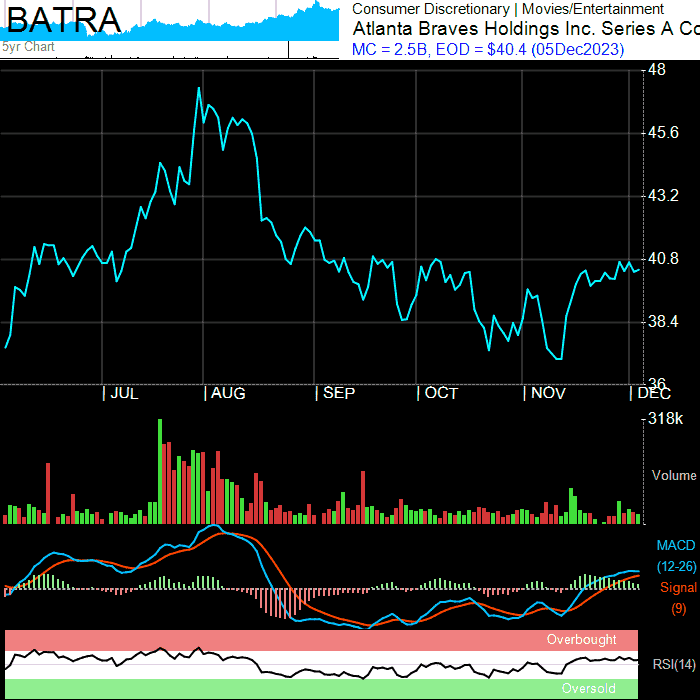 BATRA
5yr Chart
Consumer Discretionary | Movies/Entertainment
Atlanta Braves Holdings Inc. Series A Co
MC = 2.5B, EOD = $40.4 (05Dec2023)
48
45.6
43.2
40.8
38.4
36
JUL AUG SEP OCT NOV DEC
318k
Volume
MACD
(12-26)
Signal
(9)
Overbought
RSI(14)
Oversold